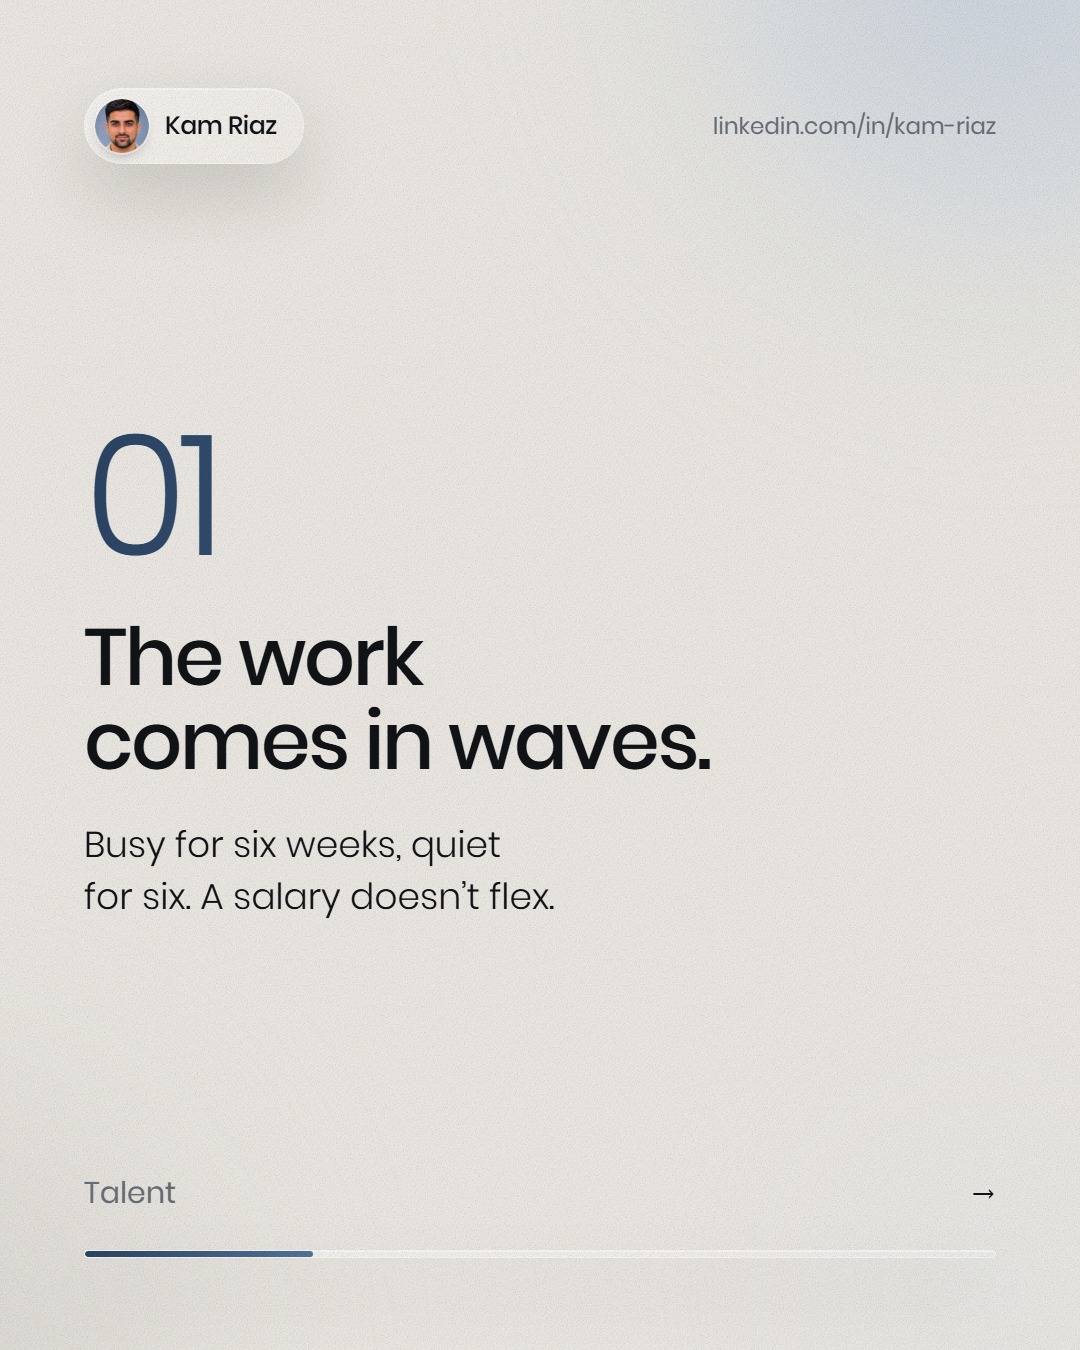 Kam Riaz
linkedin.com/in/kam-riaz
01
The work
comes in waves.
Busy for six weeks, quiet
for six. A salary doesn’t flex.
Talent
→